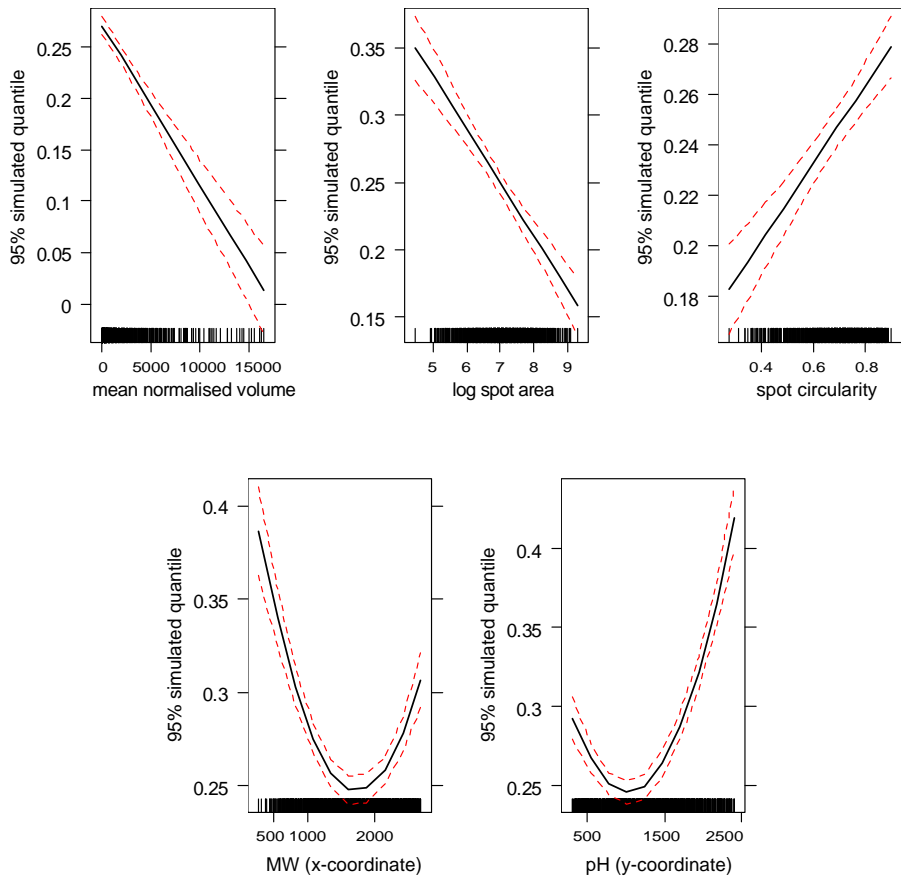 95% simulated quantile
0.25
0.2
0.15
0.1
0.05
0
0 5000 10000 15000
mean normalised volume
95% simulated quantile
0.35
0.3
0.25
0.2
0.15
5 6 7 8 9
log spot area
95% simulated quantile
0.28
0.26
0.24
0.22
0.2
0.18
0.4 0.6 0.8
spot circularity
95% simulated quantile
0.4
0.35
0.3
0.25
500 1000 2000
MW (x-coordinate)
95% simulated quantile
0.4
0.35
0.3
0.25
500 1500 2500
pH (y-coordinate)